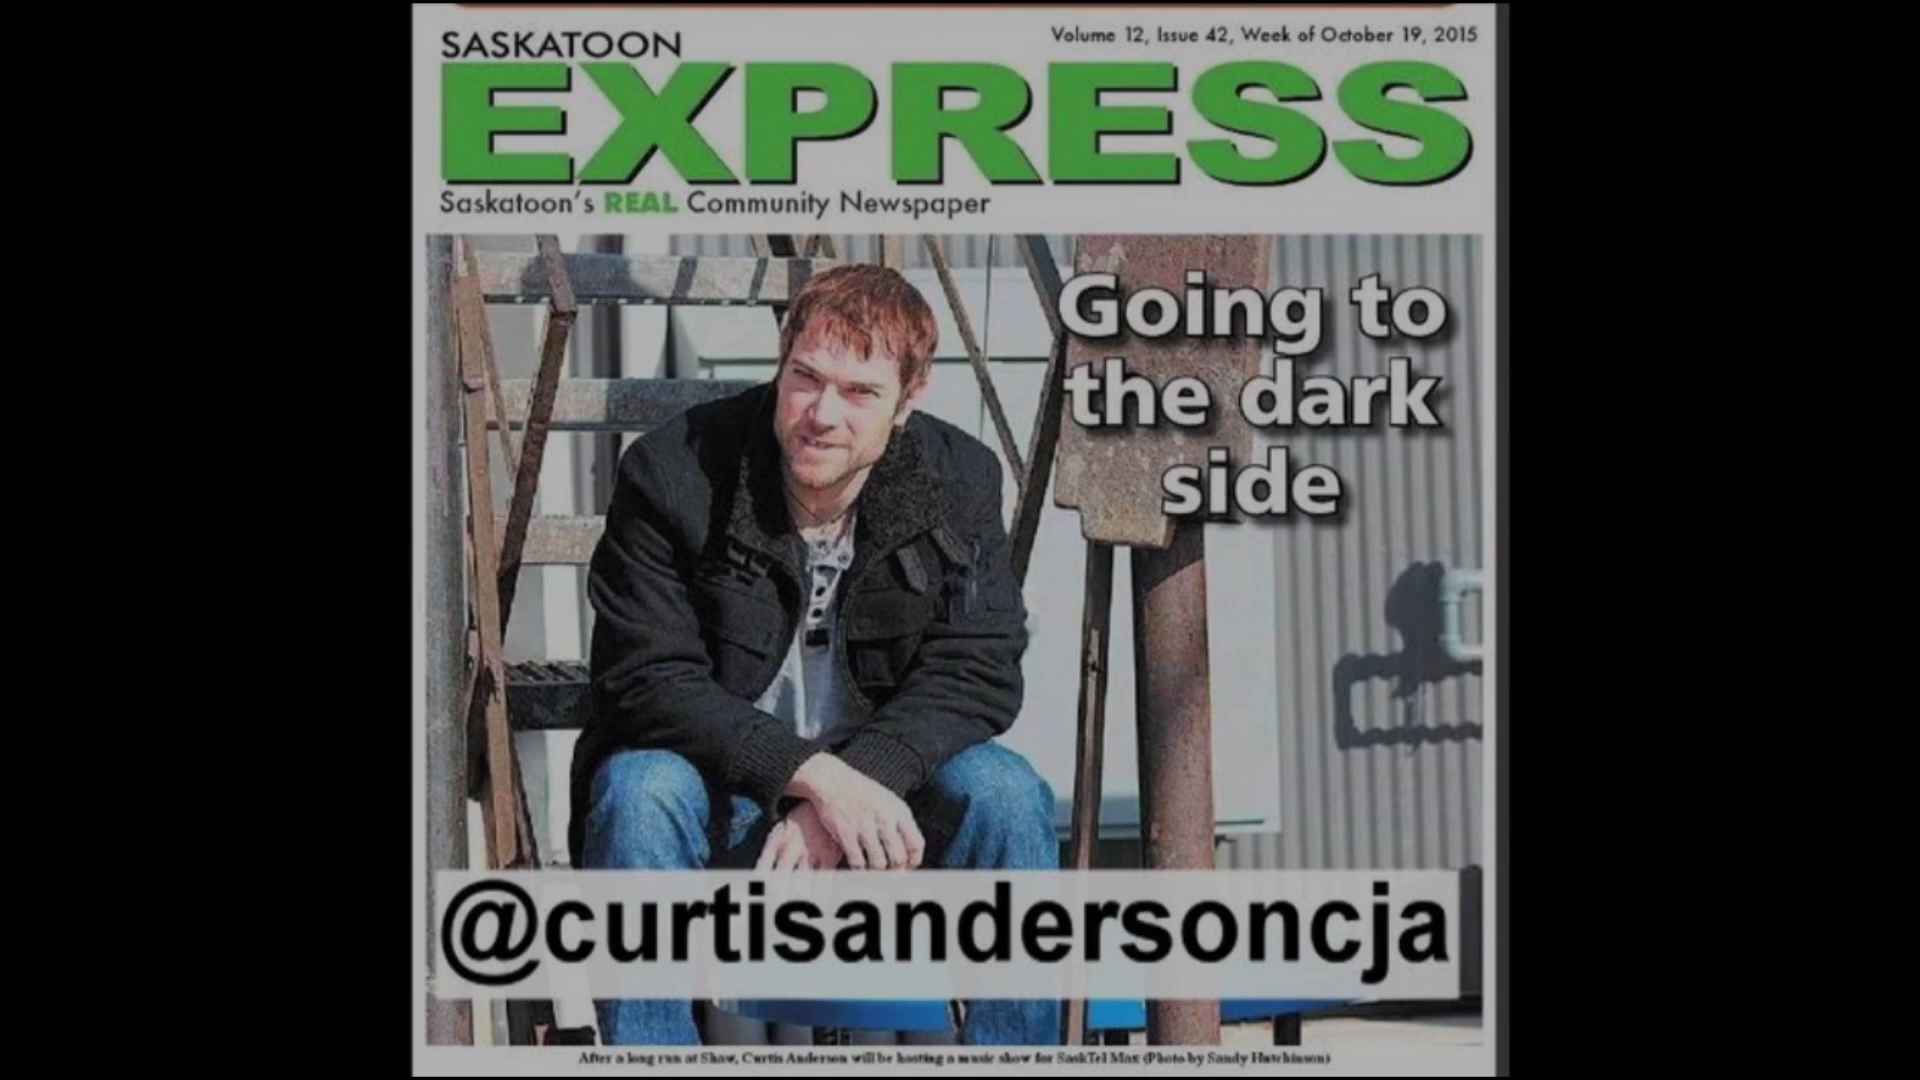 SASKATOON
Volume 12, Issue 42, Week of October 19, 2015
EXPRESS
Saskatoon's REAL Community Newspaper
Going to
the dark
side
@curtisandersoncja
After a long run at Shaw, Curtis Anderson will be hosting a music show for SaskTel Max (Photo by Sandy Hutchinson)